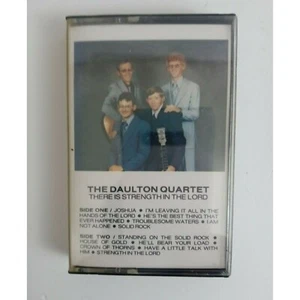 THE DAULTON QUARTET
THERE IS STRENGTH IN THE LORD
SIDE ONE / JOSHUA ★ I'M LEAVING IT ALL IN THE
HANDS OF THE LORD ★ HE'S THE BEST THING THAT
EVER HAPPENED ★ TROUBLESOME WATERS ★ I AM
NOT ALONE ★ SOLID ROCK
SIDE TWO / STANDING ON THE SOLID ROCK ★
HOUSE OF GOLD ★ HE'LL BEAR YOUR LOAD ★
CROWN OF THORNS ★ HAVE A LITTLE TALK WITH
HIM ★ STRENGTH IN THE LORD